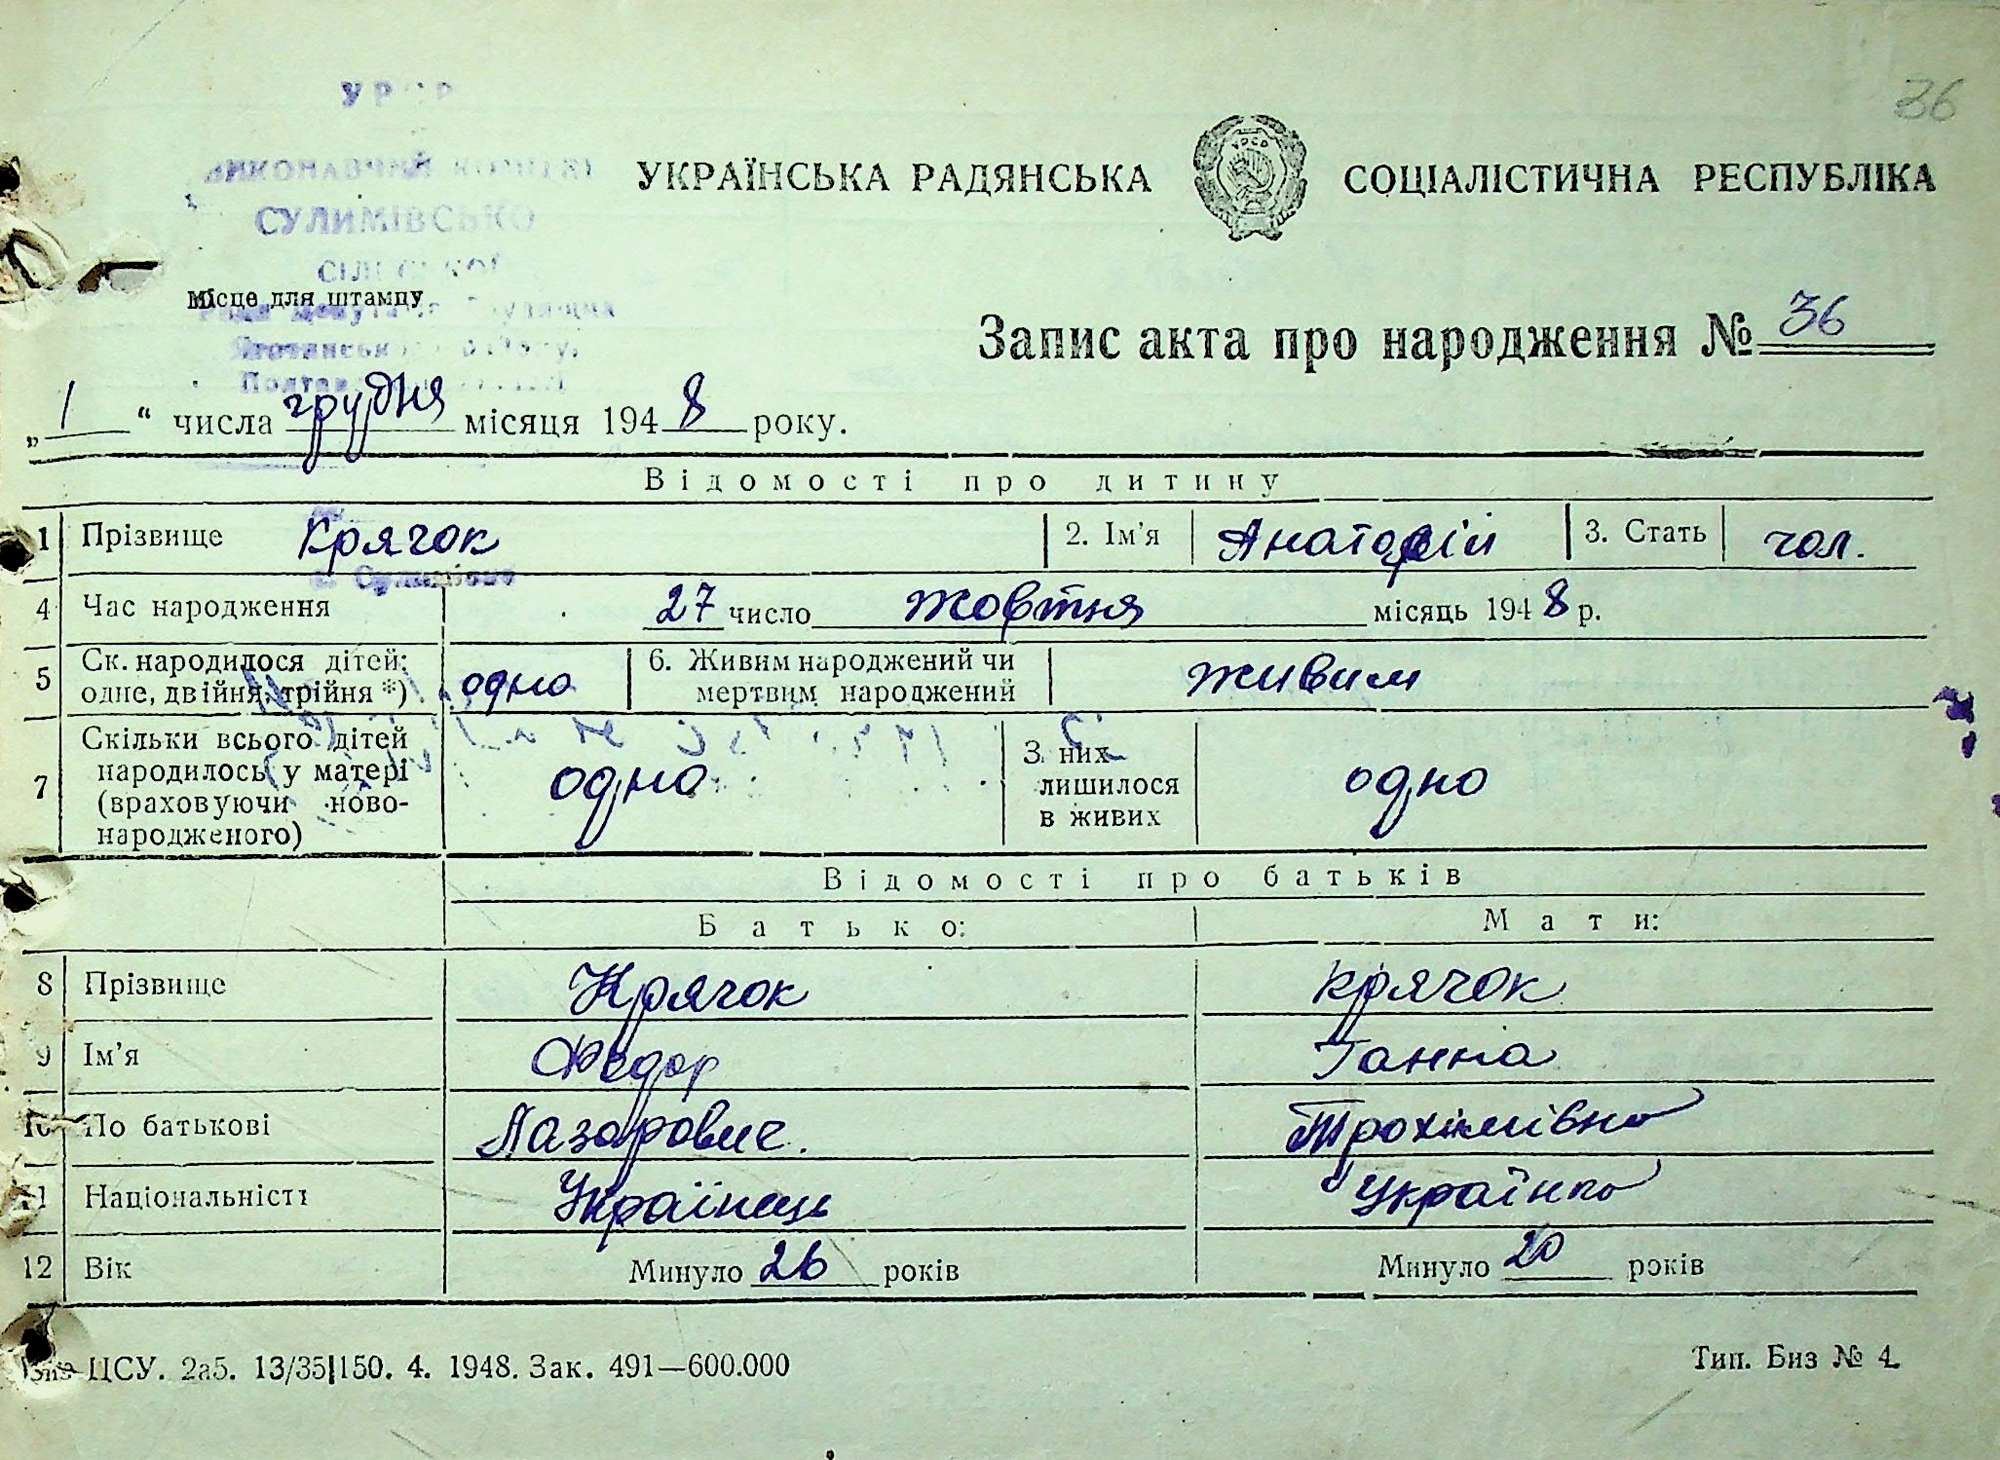 36
УРСР
ВИКОНАВЧИЙ КОМІТЕТ
УКРАЇНСЬКА РАДЯНСЬКА СОЦІАЛІСТИЧНА РЕСПУБЛІКА
СУЛИМІВСЬКО
СІЛЬСЬКОЇ
Місце для штампу
Запис акта про народження № 36
„ 1 “ числа грудня місяця 1948 року.
Відомості про дитину
1 Прізвище Крячок 2. Ім'я Анатолій 3. Стать чол.
с. Сулимівка
4 Час народження 27 число жовтня місяць 1948 р.
5 Ск. народилося дітей: одно 6. Живим народжений чи живим
одне, двійня, трійня *) мертвим народжений
7 Скільки всього дітей одно З них одно
народилось у матері лишилося
(враховуючи ново- в живих
народженого)
Відомості про батьків
Батько: Мати:
8 Прізвище Крячок Крячок
9 Ім'я Федор Ганна
10 По батькові Лазарович. Трохимівна
11 Національність Українець Українка
12 Вік Минуло 26 років Минуло 20 років
ЦСУ. 2а5. 13/35|150. 4. 1948. Зак. 491—600.000 Тип. Биз № 4.